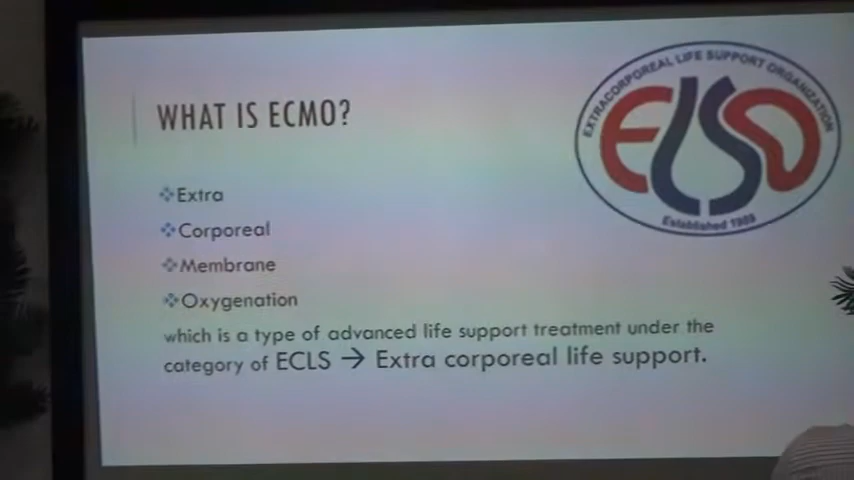 WHAT IS ECMO?
EXTRACORPOREAL LIFE SUPPORT ORGANIZATION
ELSO
Established 1989
❖Extra
❖Corporeal
❖Membrane
❖Oxygenation
which is a type of advanced life support treatment under the
category of ECLS → Extra corporeal life support.